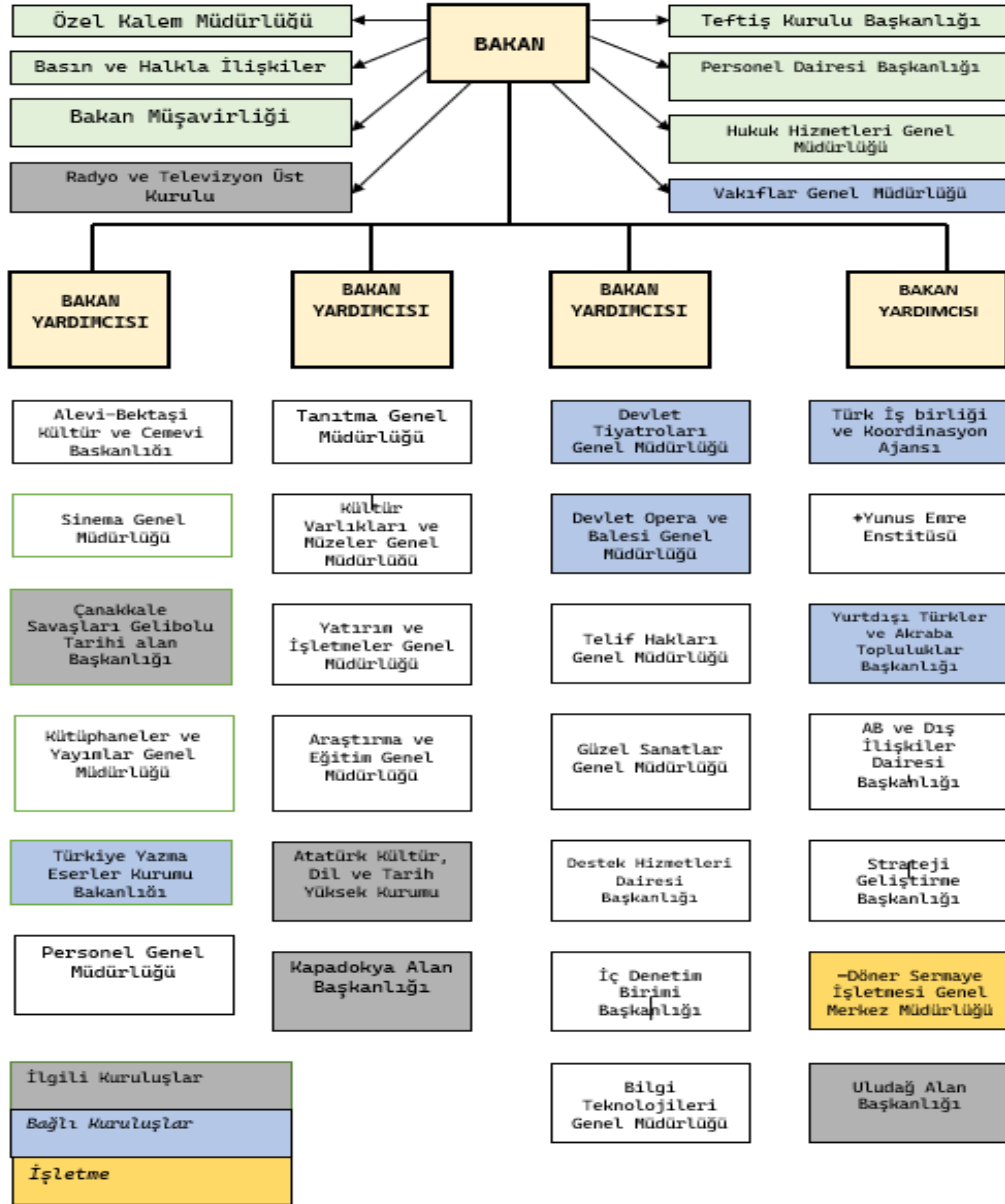 Özel Kalem Müdürlüğü
Basın ve Halkla İlişkiler
Bakan Müşavirliği
Radyo ve Televizyon Üst
Kurulu
BAKAN
Teftiş Kurulu Başkanlığı
Personel Dairesi Başkanlığı
Hukuk Hizmetleri Genel
Müdürlüğü
Vakıflar Genel Müdürlüğü
BAKAN
YARDIMCISI
BAKAN
YARDIMCISI
BAKAN
YARDIMCISI
BAKAN
YARDIMCISI
Alevi-Bektaşi
Kültür ve Cemevi
Baskanlığı
Sinema Genel
Müdürlüğü
Çanakkale
Savaşları Gelibolu
Tarihi alan
Başkanlığı
Kütüphaneler ve
Yayımlar Genel
Müdürlüğü
Türkiye Yazma
Eserler Kurumu
Bakanlığı
Personel Genel
Müdürlüğü
Tanıtma Genel
Müdürlüğü
Kültür
Varlıkları ve
Müzeler Genel
Müdürlüğü
Yatırım ve
İşletmeler Genel
Müdürlüğü
Araştırma ve
Eğitim Genel
Müdürlüğü
Atatürk Kültür,
Dil ve Tarih
Yüksek Kurumu
Kapadokya Alan
Başkanlığı
Devlet
Tiyatroları
Genel Müdürlüğü
Devlet Opera ve
Balesi Genel
Müdürlüğü
Telif Hakları
Genel Müdürlüğü
Güzel Sanatlar
Genel Müdürlüğü
Destek Hizmetleri
Dairesi
Başkanlığı
İç Denetim
Birimi
Başkanlığı
Bilgi
Teknolojileri
Genel Müdürlüğü
Türk İş birliği
ve Koordinasyon
Ajansı
+Yunus Emre
Enstitüsü
Yurtdışı Türkler
ve Akraba
Topluluklar
Başkanlığı
AB ve Dış
İlişkiler
Dairesi
Başkanlığı
Strateji
Geliştirme
Başkanlığı
-Döner Sermaye
İşletmesi Genel
Merkez Müdürlüğü
Uludağ Alan
Başkanlığı
İlgili Kuruluşlar
Bağlı Kuruluşlar
İşletme